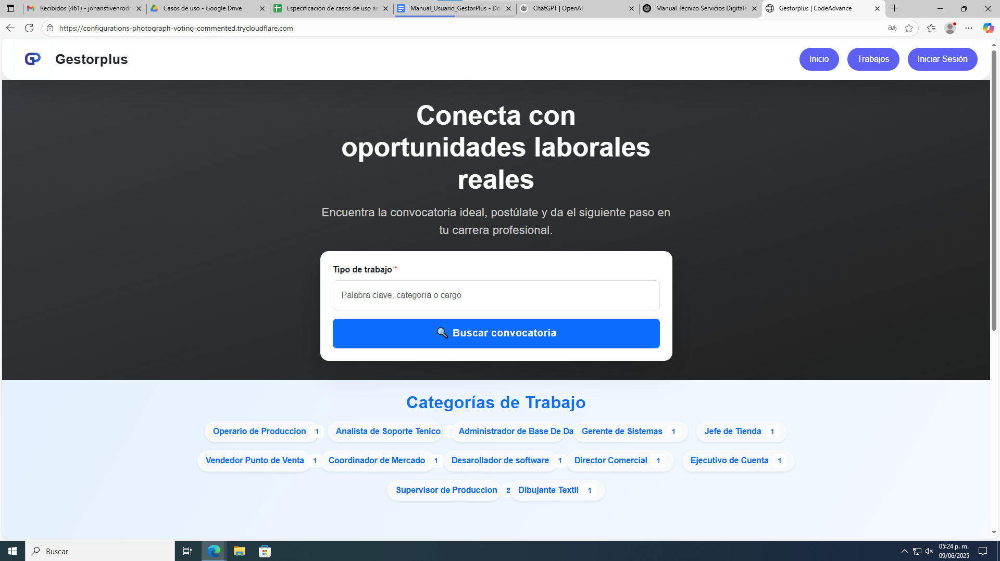 Recibidos (461) - johanstivenrodr
Casos de uso - Google Drive
Especificacion de casos de uso ac
Manual_Usuario_GestorPlus - Do
ChatGPT | OpenAI
Manual Técnico Servicios Digitale
Gestorplus | CodeAdvance
https://configurations-photograph-voting-commented.trycloudflare.com
GP
Gestorplus
Inicio
Trabajos
Iniciar Sesión
Conecta con
oportunidades laborales
reales
Encuentra la convocatoria ideal, postúlate y da el siguiente paso en
tu carrera profesional.
Tipo de trabajo *
Palabra clave, categoría o cargo
Buscar convocatoria
Categorías de Trabajo
Operario de Produccion 1
Analista de Soporte Tenico
Administrador de Base De Da
Gerente de Sistemas 1
Jefe de Tienda 1
Vendedor Punto de Venta 1
Coordinador de Mercado 1
Desarollador de software 1
Director Comercial 1
Ejecutivo de Cuenta 1
Supervisor de Produccion 2
Dibujante Textil 1
Buscar
05:24 p. m.
09/06/2025